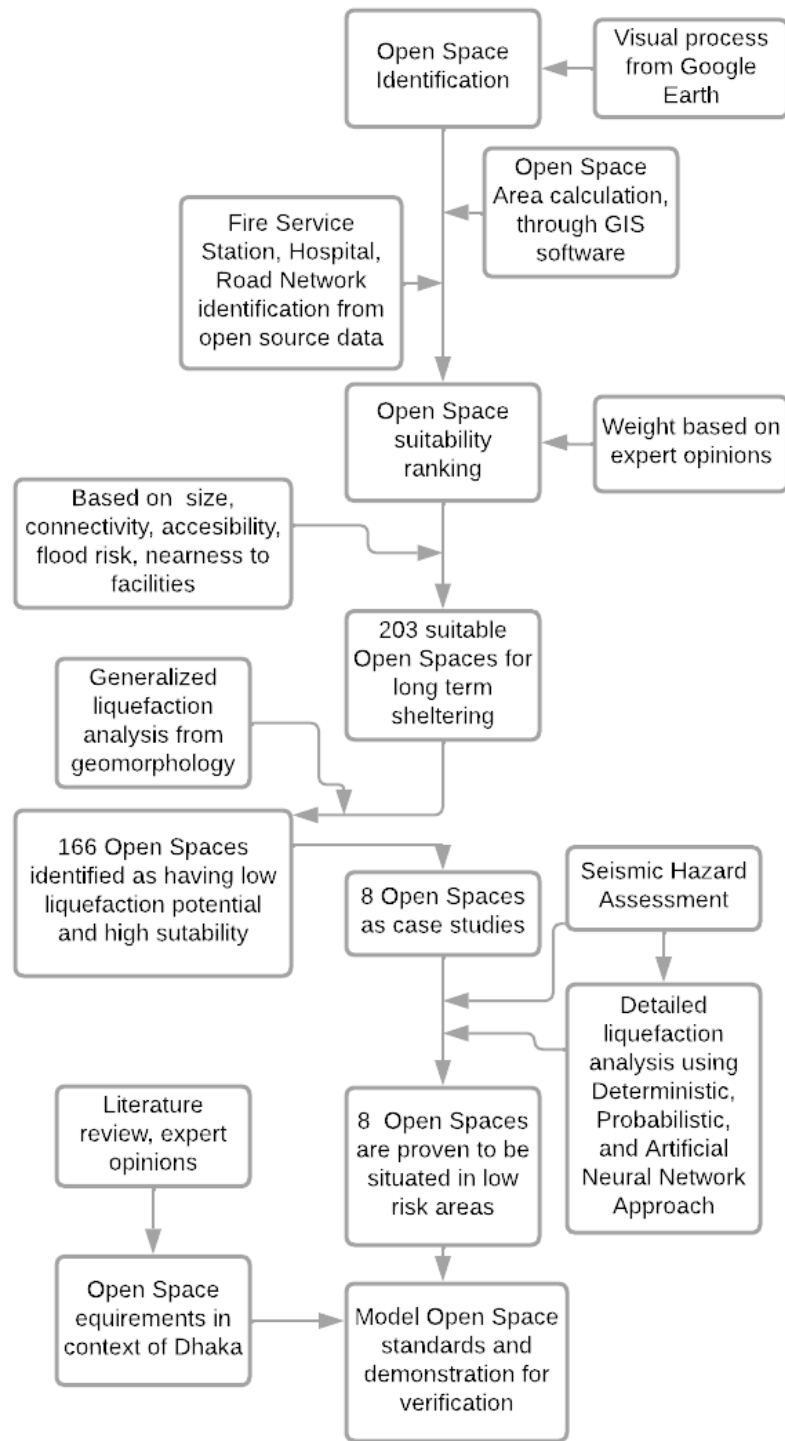 Open Space
Identification
Visual process
from Google
Earth
Open Space
Area calculation,
through GIS
software
Fire Service
Station, Hospital,
Road Network
identification from
open source data
Open Space
suitability
ranking
Weight based on
expert opinions
Based on size,
connectivity, accesibility,
flood risk, nearness to
facilities
203 suitable
Open Spaces for
long term
sheltering
Generalized
liquefaction
analysis from
geomorphology
166 Open Spaces
identified as having low
liquefaction potential
and high sutability
8 Open Spaces
as case studies
Seismic Hazard
Assessment
Detailed
liquefaction
analysis using
Deterministic,
Probabilistic,
and Artificial
Neural Network
Approach
8 Open Spaces
are proven to be
situated in low
risk areas
Literature
review, expert
opinions
Open Space
equirements in
context of Dhaka
Model Open Space
standards and
demonstration for
verification